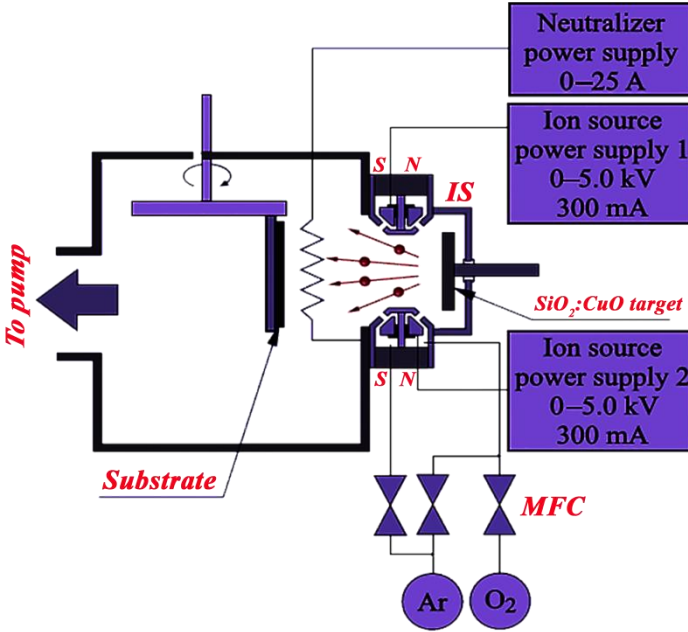 Neutralizer
power supply
0–25 A
Ion source
power supply 1
0–5.0 kV
300 mA
S N
IS
To pump
SiO₂:CuO target
S N
Ion source
power supply 2
0–5.0 kV
300 mA
Substrate
MFC
Ar
O₂